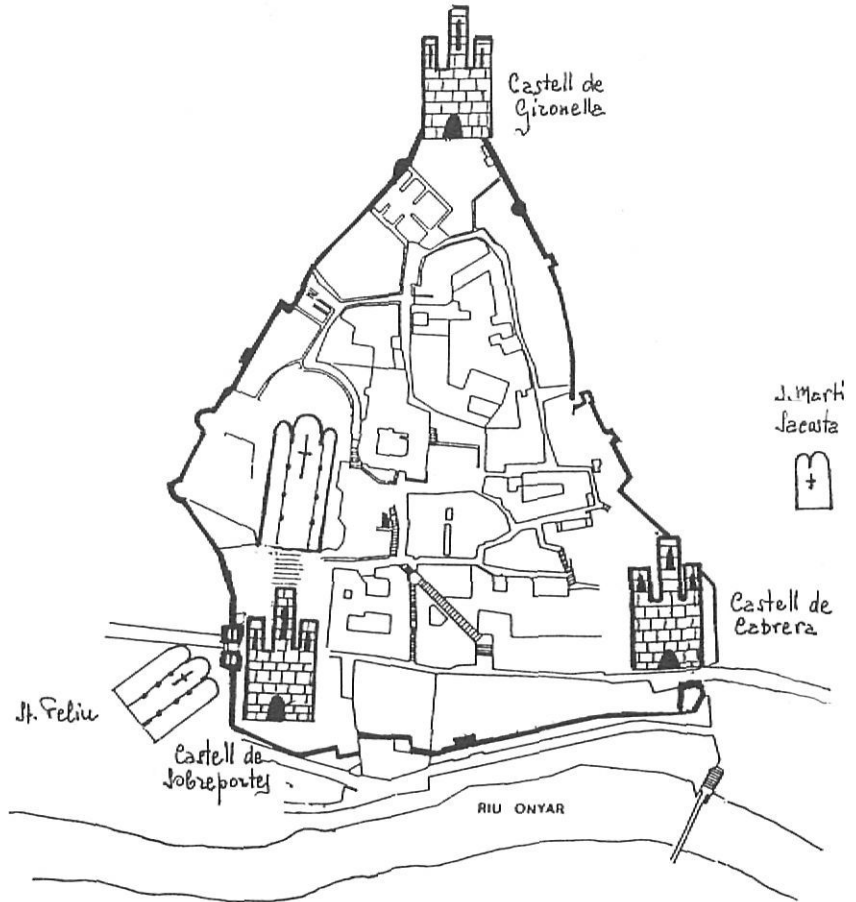 Castell de
Gironella
S. Martí
Sacosta
Castell de
Cabrera
St. Feliu
Castell de
Sobreportes
RIU ONYAR